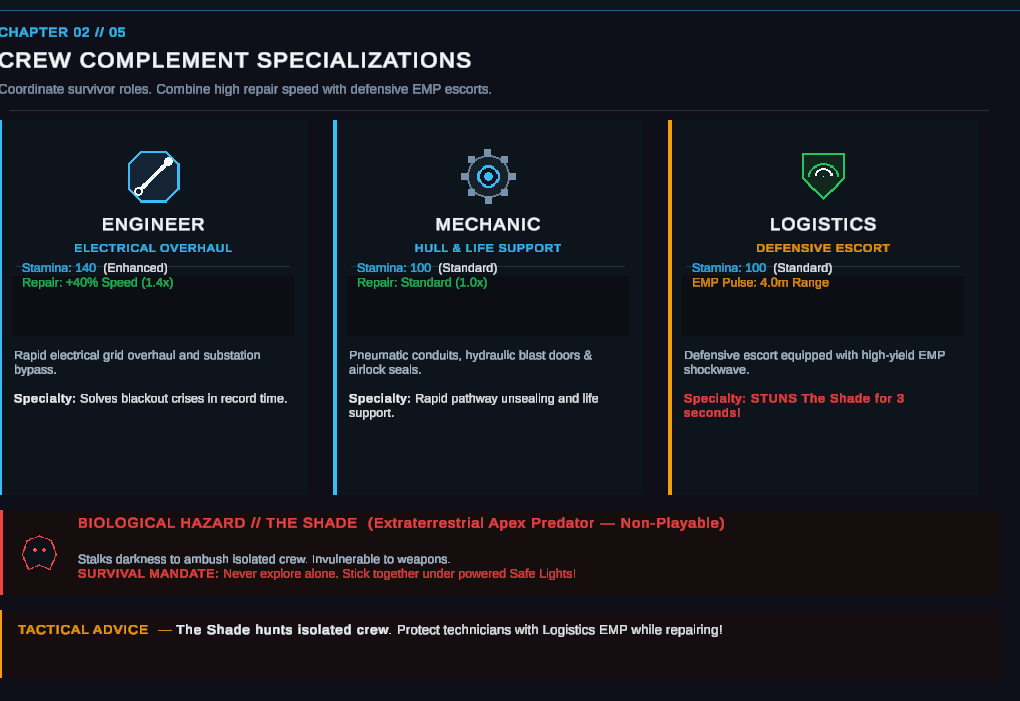 CHAPTER 02 // 05
CREW COMPLEMENT SPECIALIZATIONS
Coordinate survivor roles. Combine high repair speed with defensive EMP escorts.
ENGINEER
ELECTRICAL OVERHAUL
Stamina: 140 (Enhanced)
Repair: +40% Speed (1.4x)
Rapid electrical grid overhaul and substation
bypass.
Specialty: Solves blackout crises in record time.
MECHANIC
HULL & LIFE SUPPORT
Stamina: 100 (Standard)
Repair: Standard (1.0x)
Pneumatic conduits, hydraulic blast doors &
airlock seals.
Specialty: Rapid pathway unsealing and life
support.
LOGISTICS
DEFENSIVE ESCORT
Stamina: 100 (Standard)
EMP Pulse: 4.0m Range
Defensive escort equipped with high-yield EMP
shockwave.
Specialty: STUNS The Shade for 3
seconds!
BIOLOGICAL HAZARD // THE SHADE (Extraterrestrial Apex Predator — Non-Playable)
Stalks darkness to ambush isolated crew. Invulnerable to weapons.
SURVIVAL MANDATE: Never explore alone. Stick together under powered Safe Lights!
TACTICAL ADVICE — The Shade hunts isolated crew. Protect technicians with Logistics EMP while repairing!